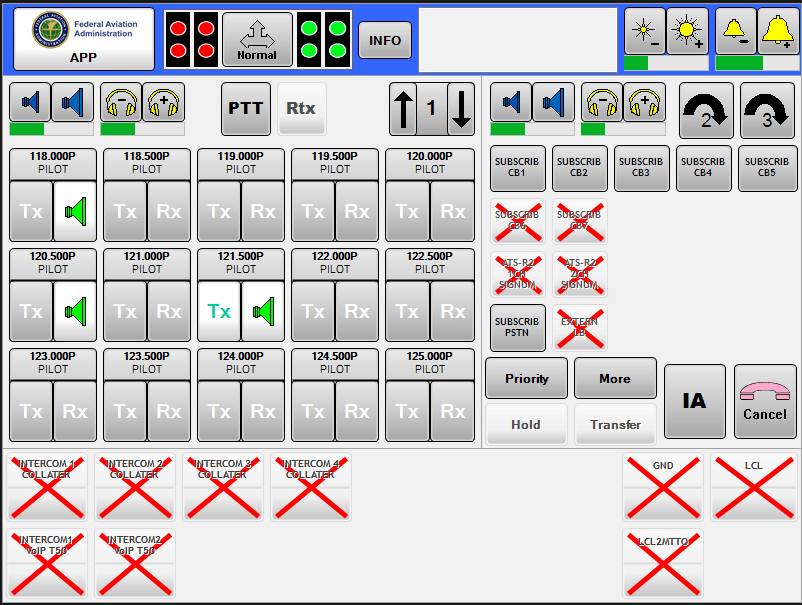 Federal Aviation
Administration
APP
Normal
INFO
PTT
Rtx
1
2
3
118.000P
PILOT
118.500P
PILOT
119.000P
PILOT
119.500P
PILOT
120.000P
PILOT
Tx
Tx Rx
Tx Rx
Tx Rx
Tx Rx
120.500P
PILOT
121.000P
PILOT
121.500P
PILOT
122.000P
PILOT
122.500P
PILOT
Tx
Tx Rx
Tx
Tx Rx
Tx Rx
123.000P
PILOT
123.500P
PILOT
124.000P
PILOT
124.500P
PILOT
125.000P
PILOT
Tx Rx
Tx Rx
Tx Rx
Tx Rx
Tx Rx
SUBSCRIB
CB1
SUBSCRIB
CB2
SUBSCRIB
CB3
SUBSCRIB
CB4
SUBSCRIB
CB5
SUBSCRIB
CB6
SUBSCRIB
CB7
ATS-R2
1CH
SIGNUM
ATS-R2
2CH
SIGNUM
SUBSCRIB
PSTN
EXTERN
LB
Priority
More
Hold
Transfer
IA
Cancel
INTERCOM 1
COLLATER
INTERCOM 2
COLLATER
INTERCOM 3
COLLATER
INTERCOM 4
COLLATER
GND
LCL
INTERCOM1
VoIP T50
INTERCOM2
VoIP T50
LCL2MTTO